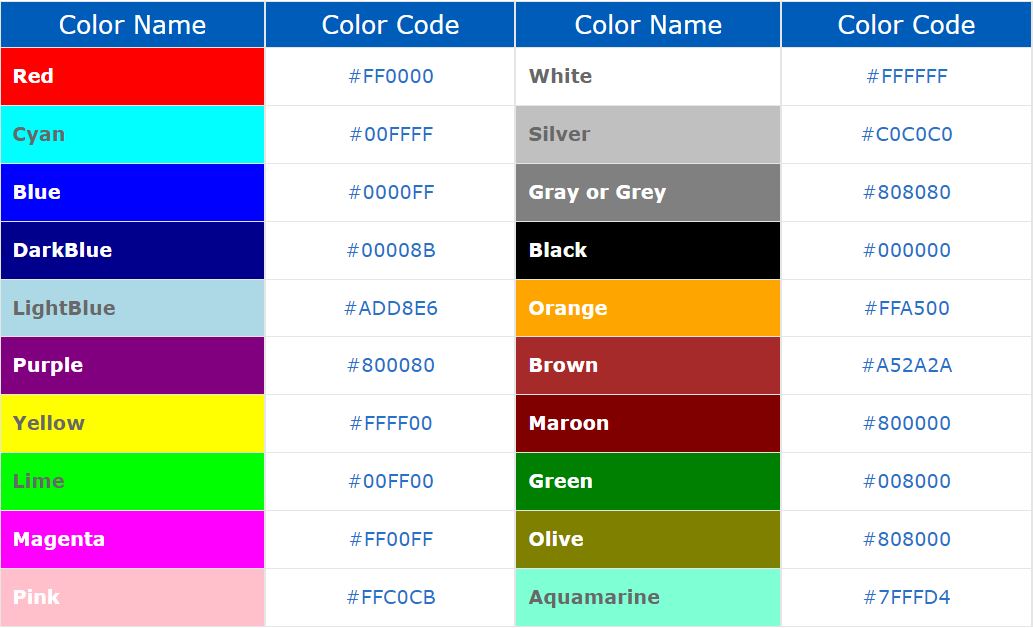 Color Name Color Code Color Name Color Code
Red #FF0000 White #FFFFFF
Cyan #00FFFF Silver #C0C0C0
Blue #0000FF Gray or Grey #808080
DarkBlue #00008B Black #000000
LightBlue #ADD8E6 Orange #FFA500
Purple #800080 Brown #A52A2A
Yellow #FFFF00 Maroon #800000
Lime #00FF00 Green #008000
Magenta #FF00FF Olive #808000
Pink #FFC0CB Aquamarine #7FFFD4